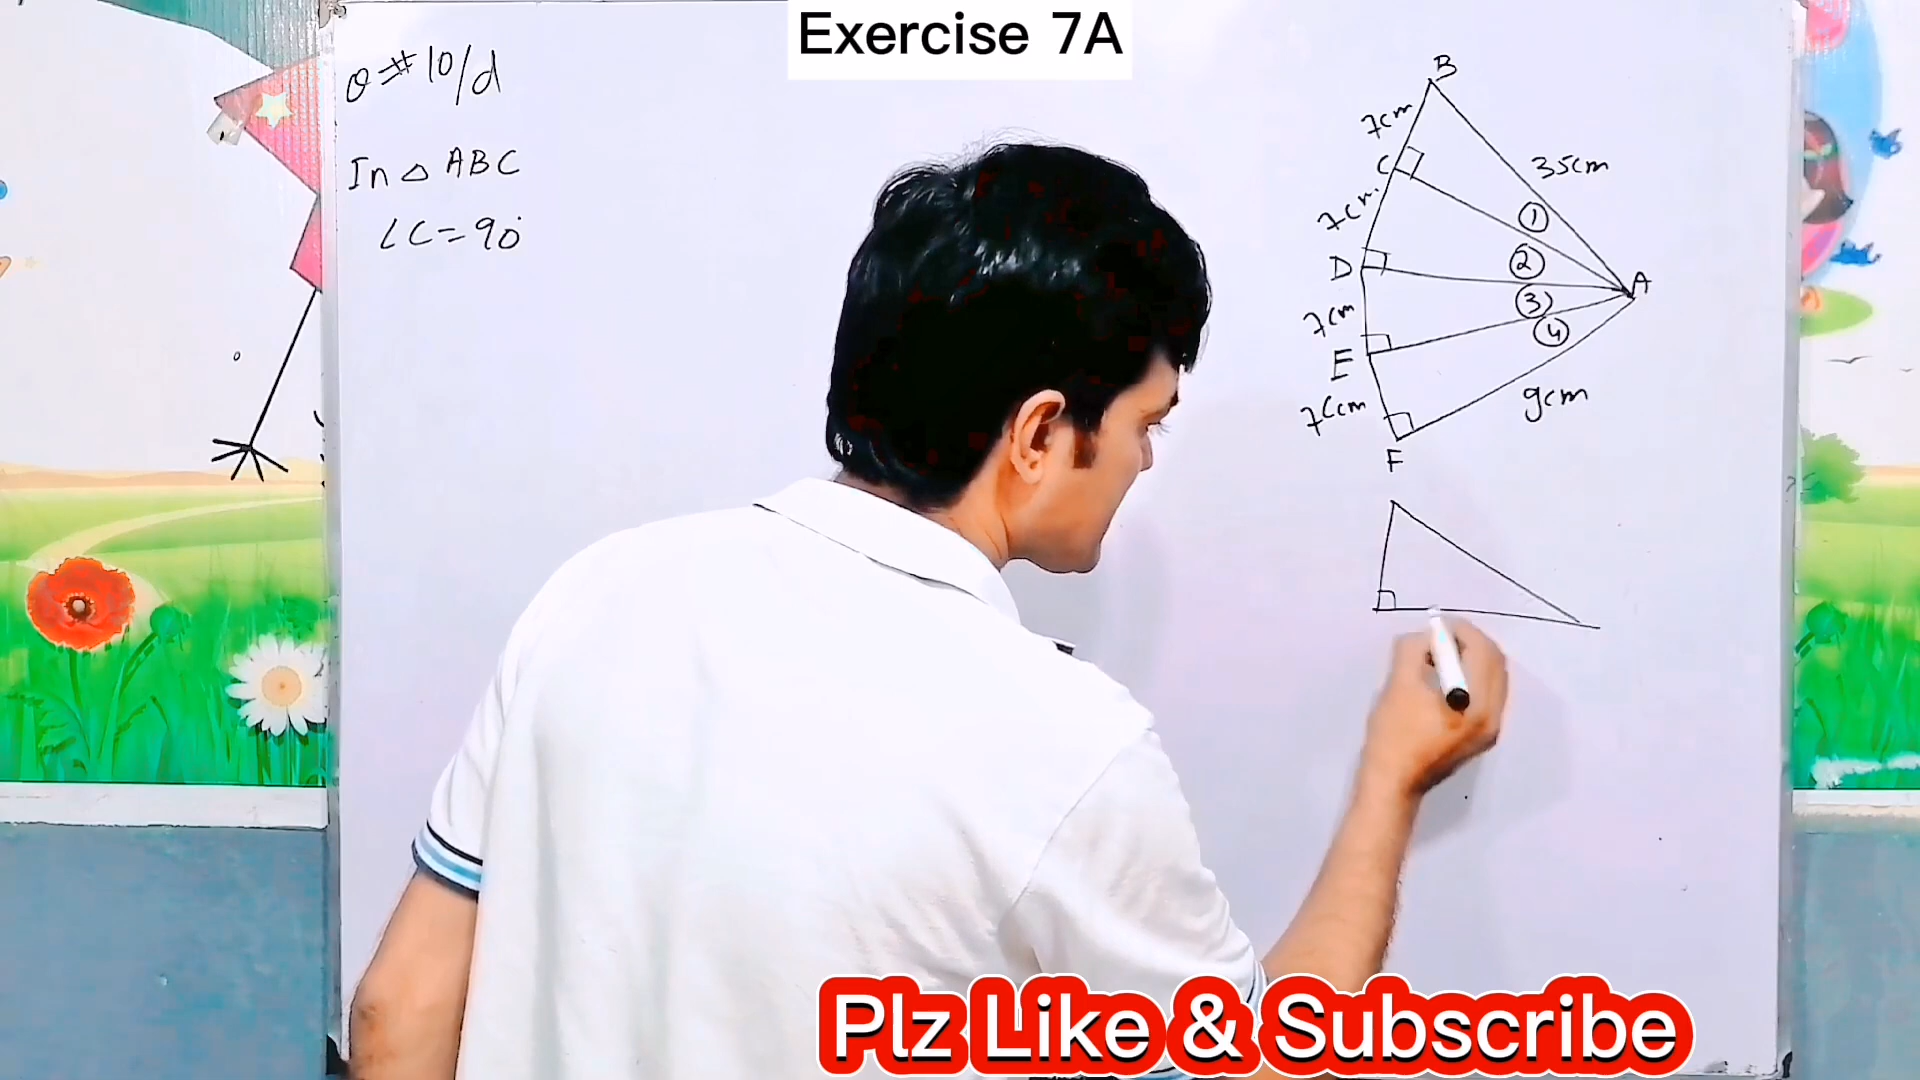 Exercise 7A
Q#10/d
In △ ABC
∠C=90°
B
7cm
C
35cm
7cm
1
D
2
A
3
7cm
4
E
7cm
9cm
F
Plz Like & Subscribe